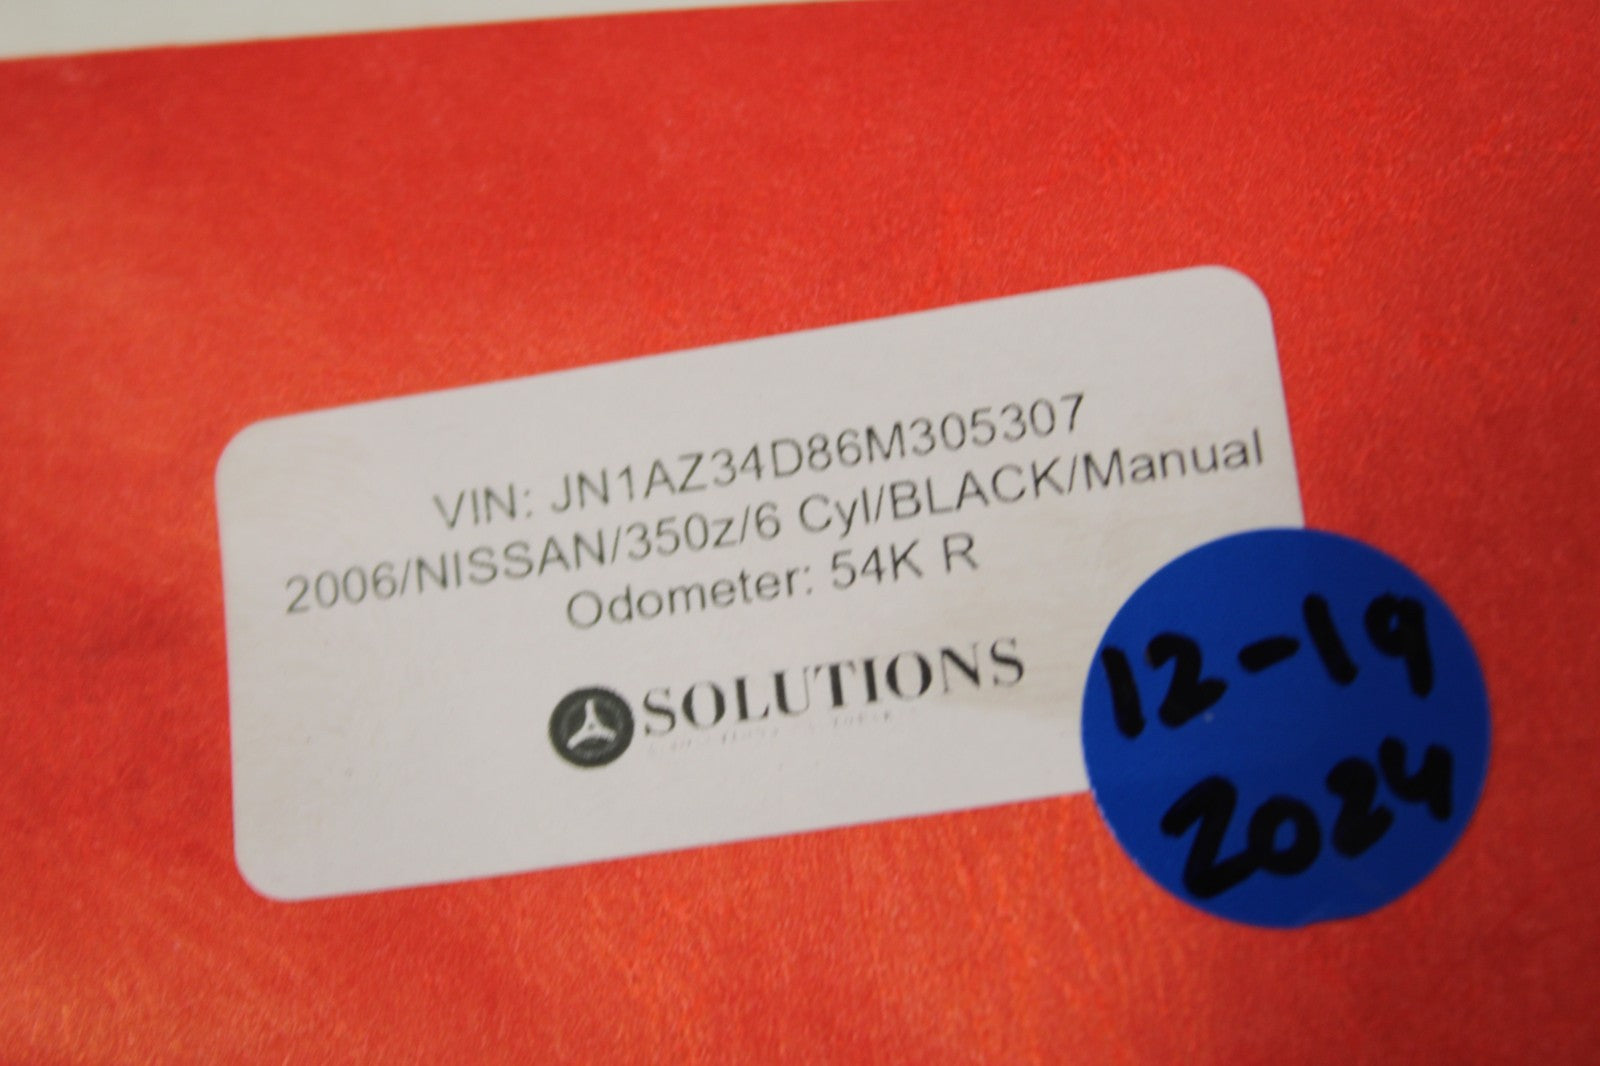 VIN: JN1AZ34D86M305307
2006/NISSAN/350z/6 Cyl/BLACK/Manual
Odometer: 54K R
SOLUTIONS
12-19
2024